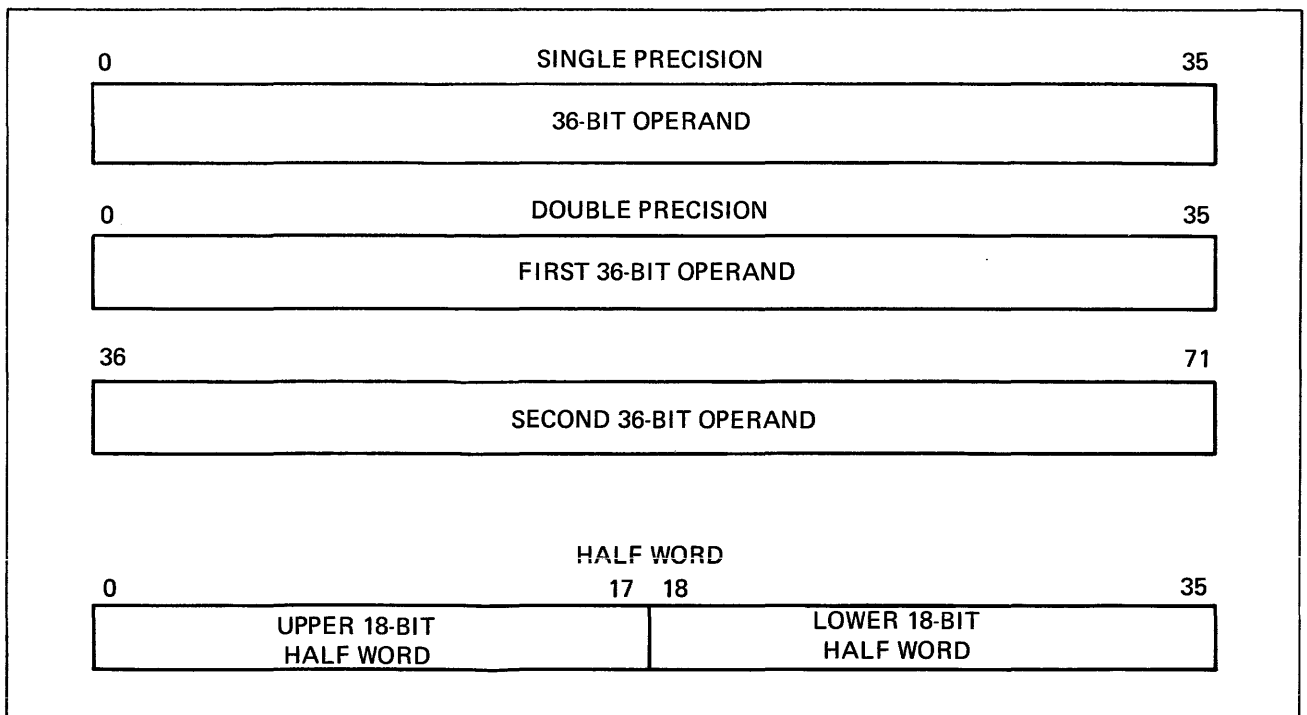 SINGLE PRECISION
0 35
36-BIT OPERAND
DOUBLE PRECISION
0 35
FIRST 36-BIT OPERAND
36 71
SECOND 36-BIT OPERAND
HALF WORD
0 17 18 35
UPPER 18-BIT LOWER 18-BIT
HALF WORD HALF WORD